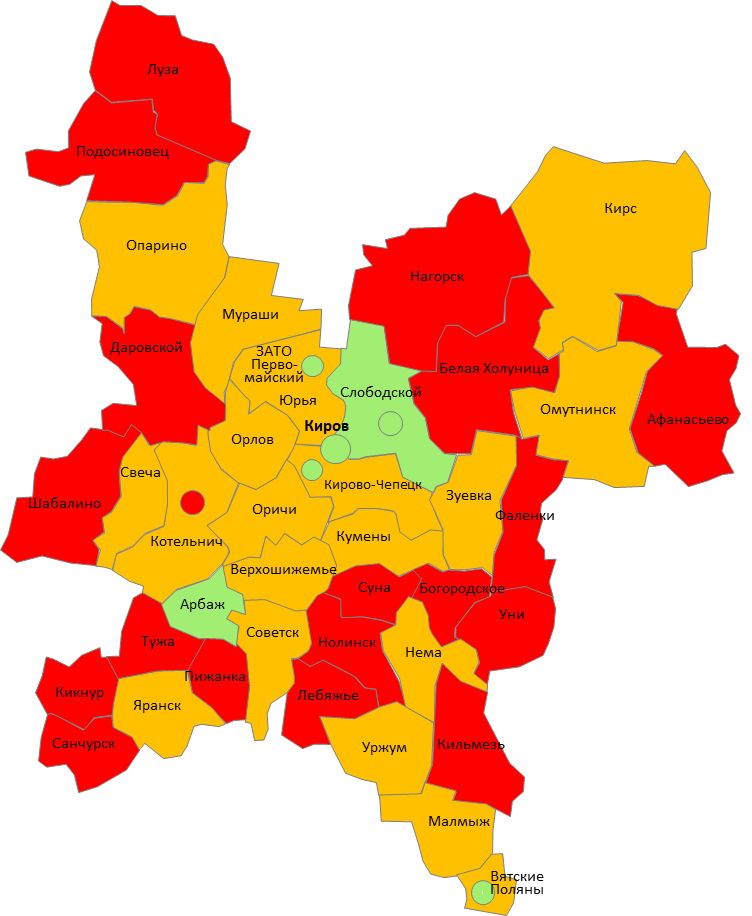 Луза
Подосиновец
Кирс
Опарино
Нагорск
Мураши
Даровской
ЗАТО
Перво-
майский
Белая Холуница
Слободской
Юрья
Омутнинск
Афанасьево
Киров
Орлов
Свеча
Кирово-Чепецк
Зуевка
Шабалино
Оричи
Фаленки
Кумены
Котельнич
Верхошижемье
Суна
Богородское
Арбаж
Уни
Советск
Тужа
Нолинск
Нема
Пижанка
Кикнур
Лебяжье
Яранск
Санчурск
Уржум
Кильмезь
Малмыж
Вятские
Поляны